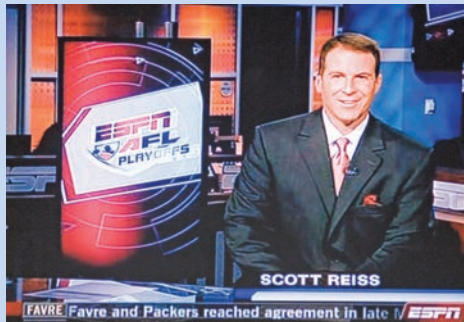 ESPN
AFL
PLAYOFFS
SCOTT REISS
FAVRE Favre and Packers reached agreement in late
ESPN